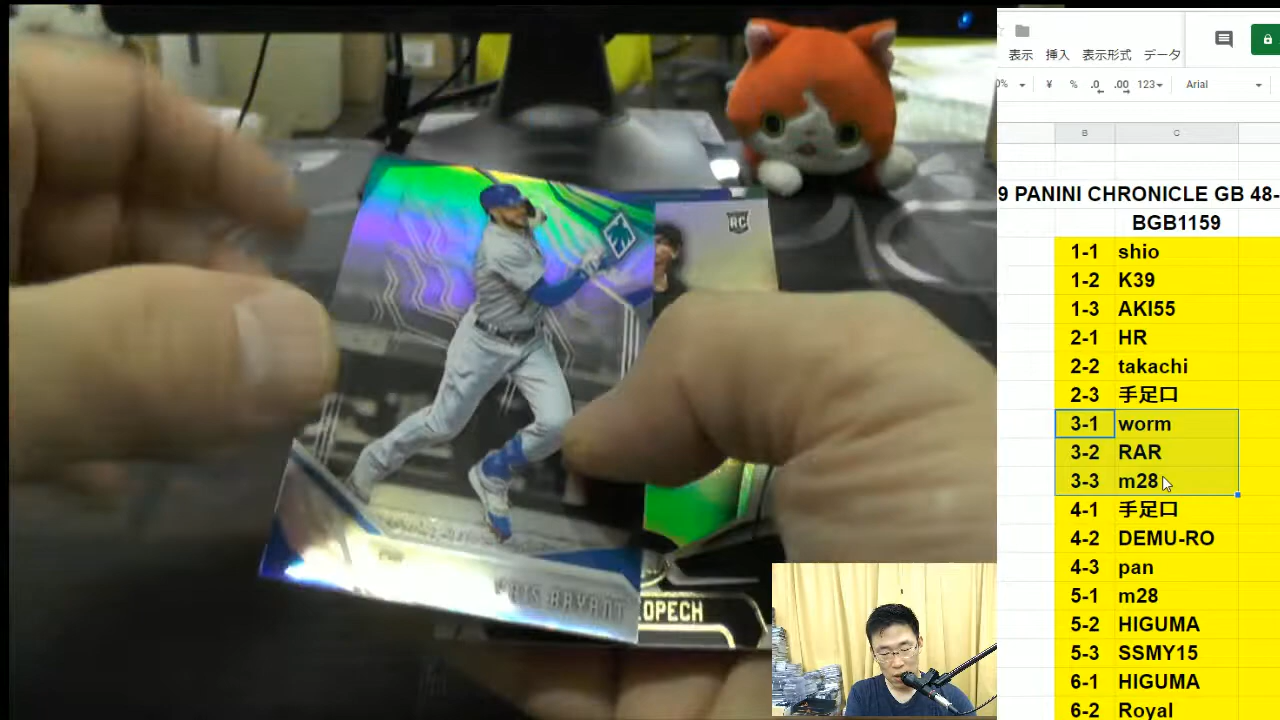 表示 挿入 表示形式 データ
0% ¥ % .0 .00 123 Arial
B C
9 PANINI CHRONICLE GB 48-
BGB1159
1-1 shio
1-2 K39
1-3 AKI55
2-1 HR
2-2 takachi
2-3 手足口
3-1 worm
3-2 RAR
3-3 m28
4-1 手足口
4-2 DEMU-RO
4-3 pan
5-1 m28
5-2 HIGUMA
5-3 SSMY15
6-1 HIGUMA
6-2 Royal
RC
RIS BRYANT
OPECH